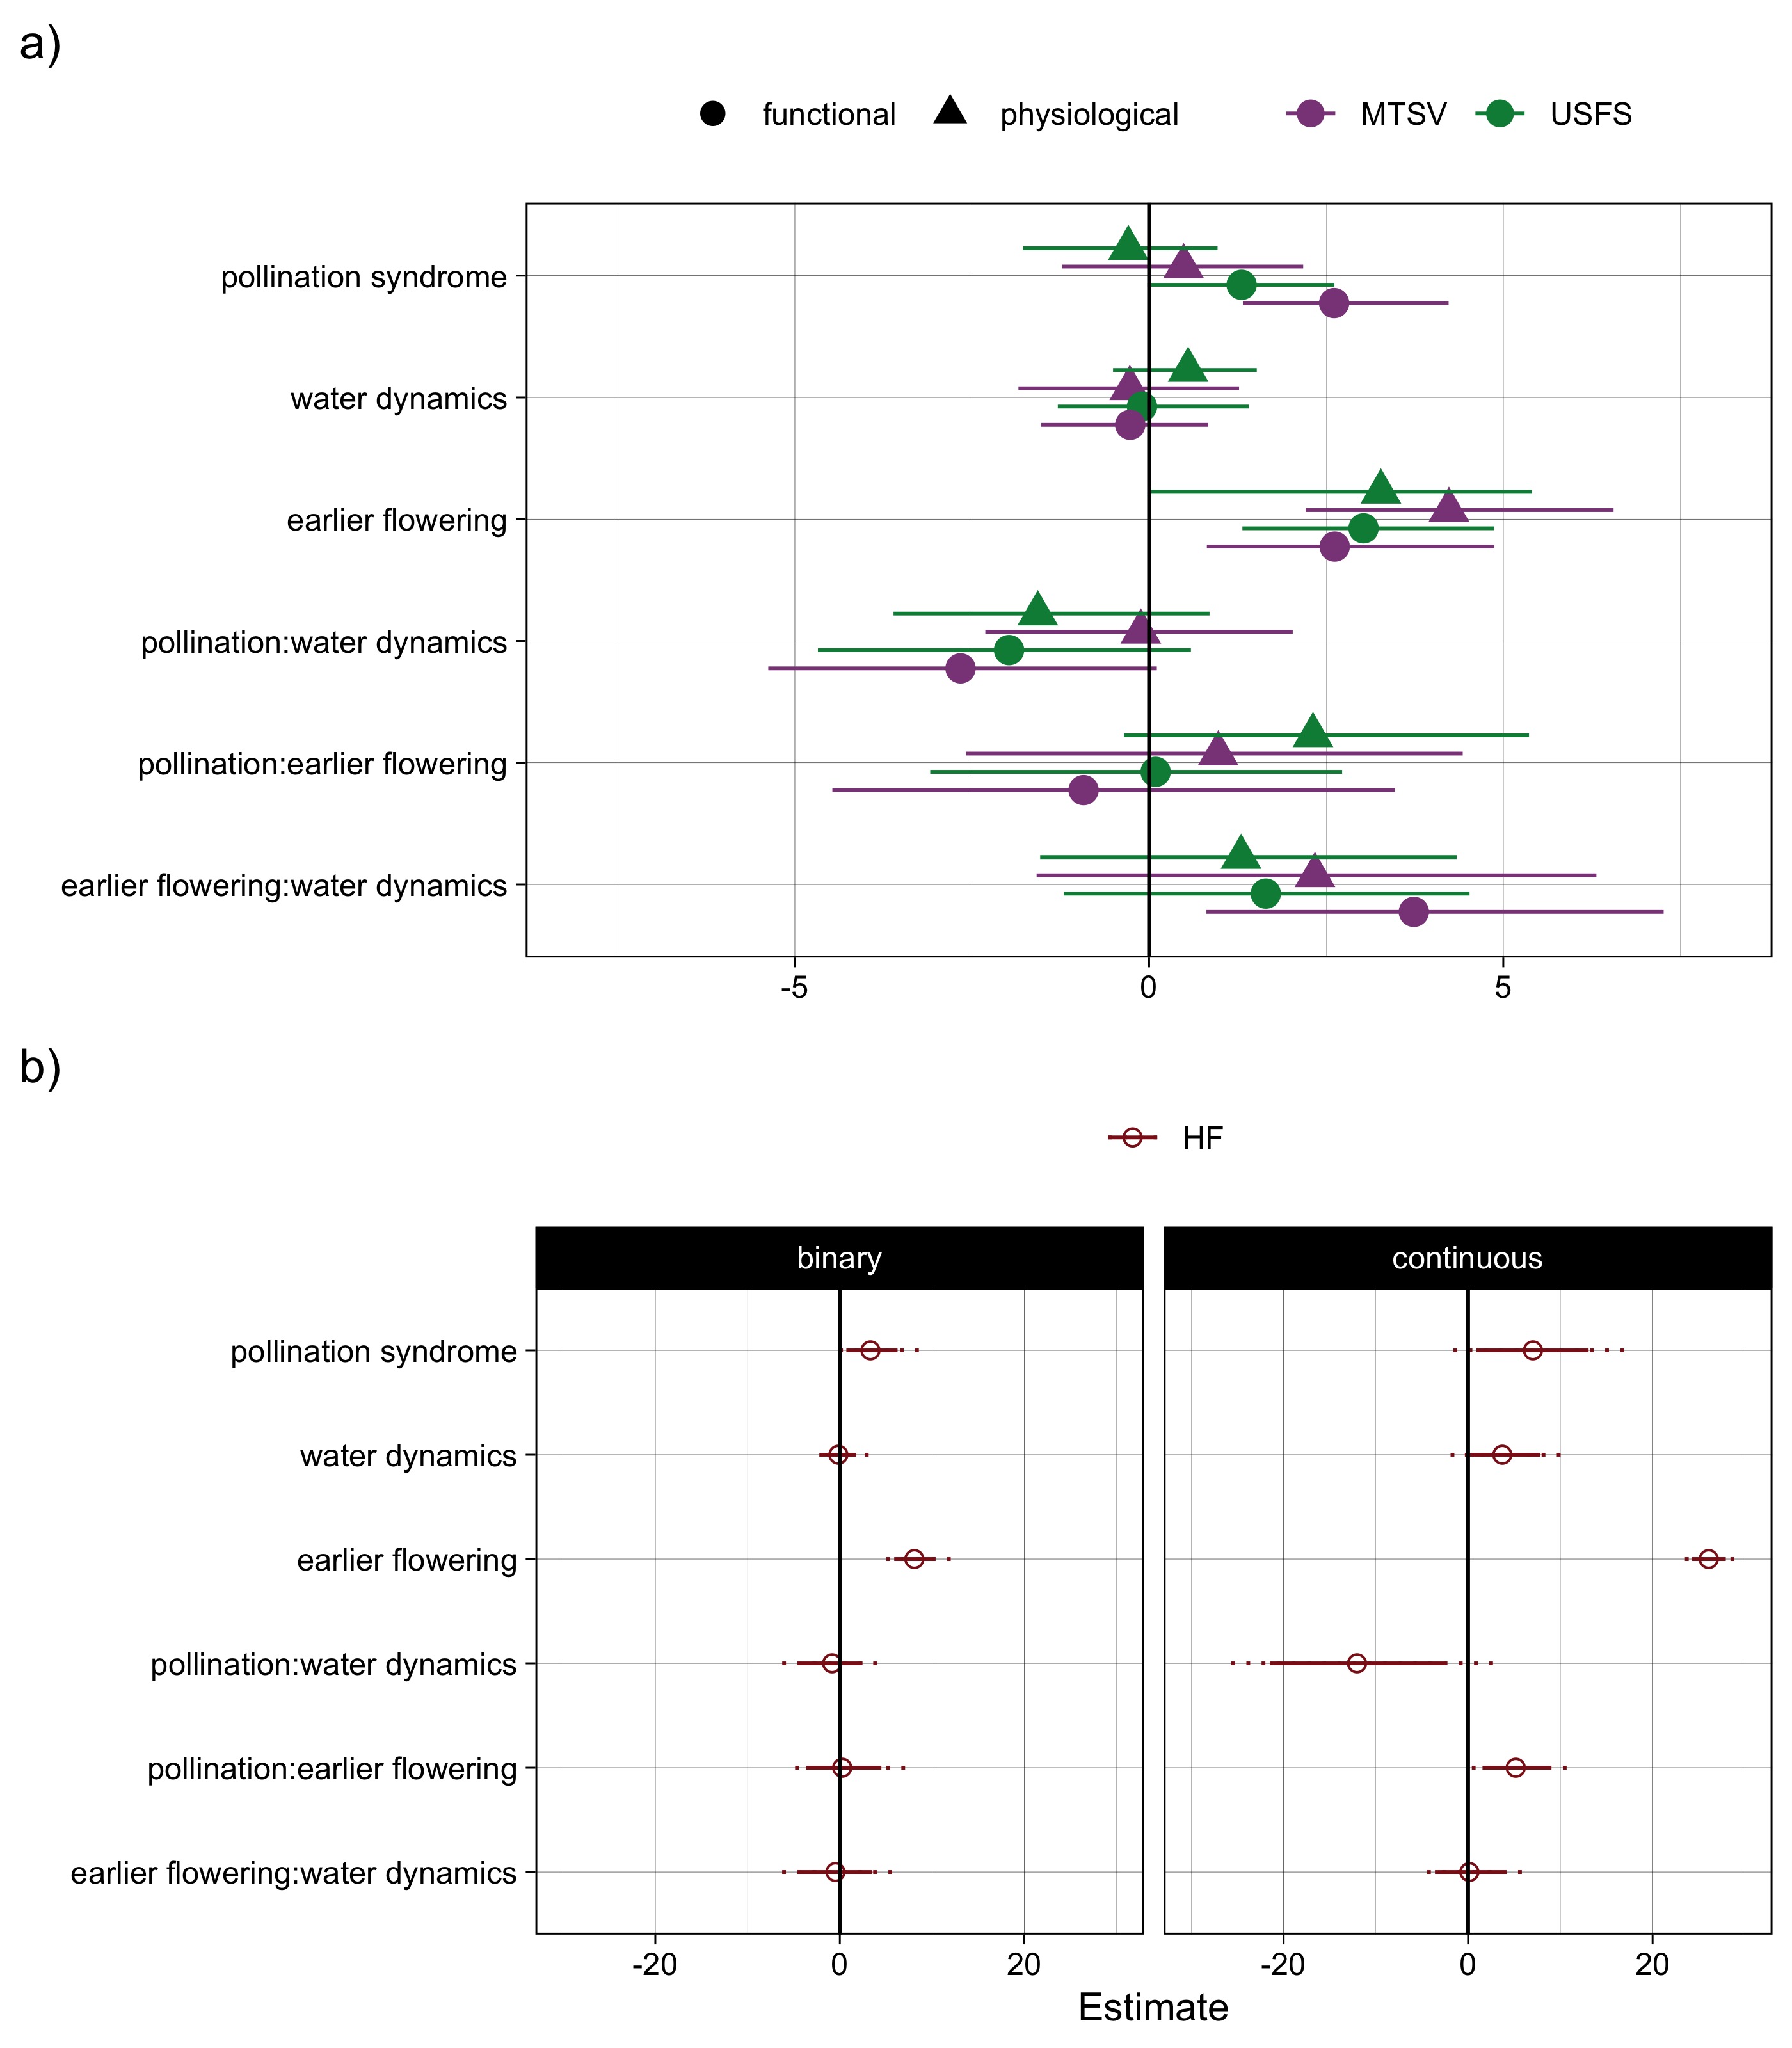 a)
functional physiological MTSV USFS
pollination syndrome
water dynamics
earlier flowering
pollination:water dynamics
pollination:earlier flowering
earlier flowering:water dynamics
-5 0 5
b)
HF
binary continuous
pollination syndrome
water dynamics
earlier flowering
pollination:water dynamics
pollination:earlier flowering
earlier flowering:water dynamics
-20 0 20 -20 0 20
Estimate